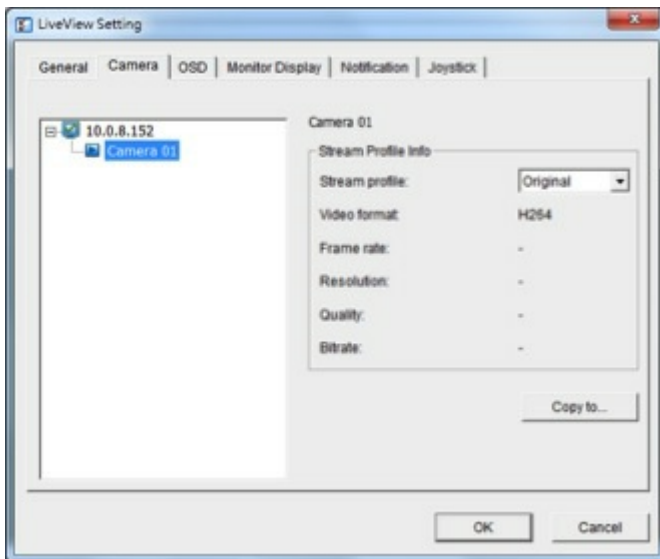 LiveView Setting
General Camera OSD Monitor Display Notification Joystick
10.0.8.152
Camera 01
Camera 01
Stream Profile Info
Stream profile: Original
Video format: H264
Frame rate: -
Resolution: -
Quality: -
Bitrate: -
Copy to...
OK Cancel